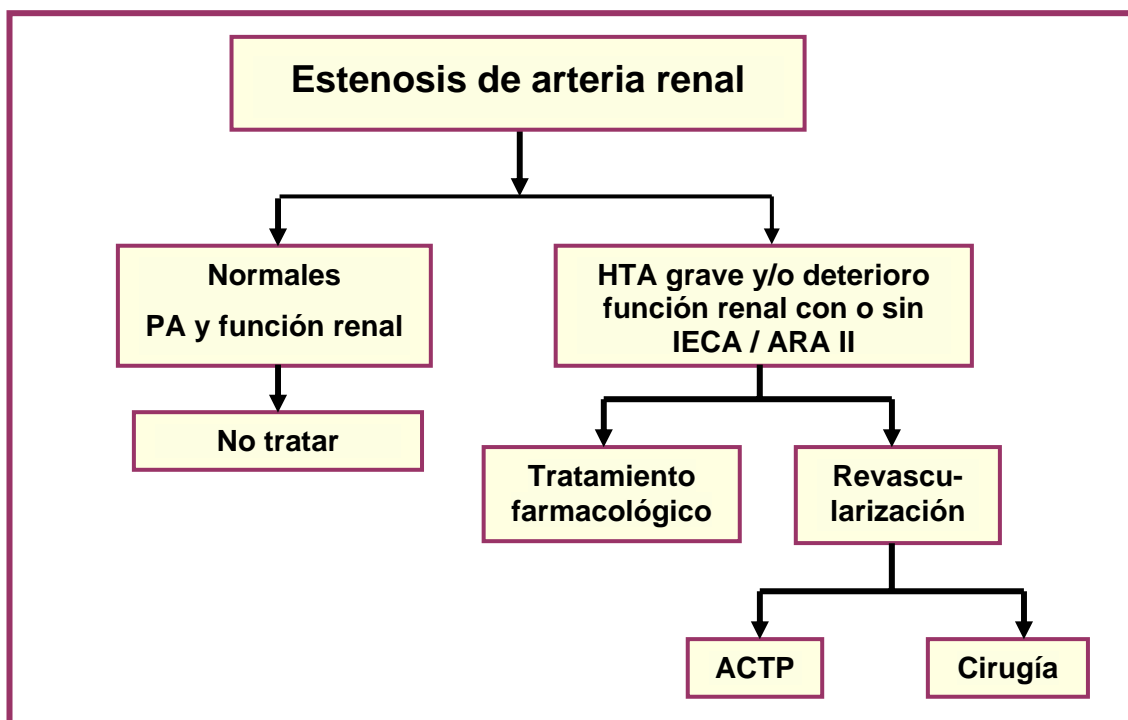 Estenosis de arteria renal
Normales
PA y función renal
HTA grave y/o deterioro
función renal con o sin
IECA / ARA II
No tratar
Tratamiento
farmacológico
Revascu-
larización
ACTP
Cirugía